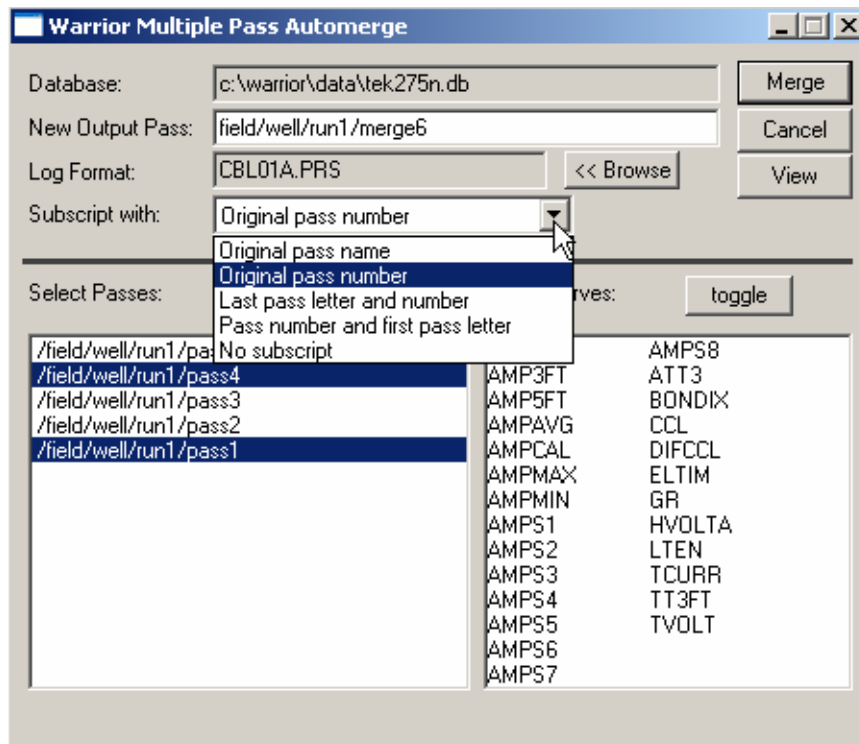 Warrior Multiple Pass Automerge
Database: c:\warrior\data\tek275n.db Merge
New Output Pass: field/well/run1/merge6 Cancel
Log Format: CBL01A.PRS << Browse View
Subscript with: Original pass number
Original pass name
Original pass number
Last pass letter and number
Pass number and first pass letter
No subscript
Select Passes: rves: toggle
/field/well/run1/pas
/field/well/run1/pass4
/field/well/run1/pass3
/field/well/run1/pass2
/field/well/run1/pass1
AMPS8
AMP3FT ATT3
AMP5FT BONDIX
AMPAVG CCL
AMPCAL DIFCCL
AMPMAX ELTIM
AMPMIN GR
AMPS1 HVOLTA
AMPS2 LTEN
AMPS3 TCURR
AMPS4 TT3FT
AMPS5 TVOLT
AMPS6
AMPS7